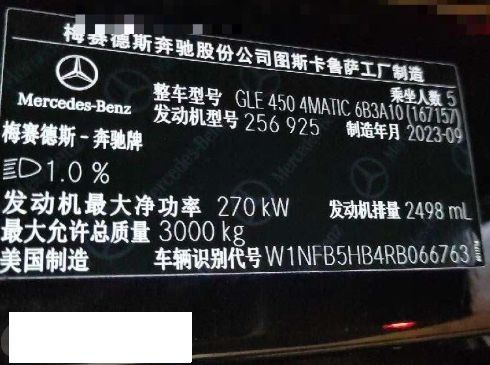 梅赛德斯奔驰股份公司图斯卡鲁萨工厂制造
Mercedes-Benz
整车型号 GLE 450 4MATIC 6B3A10 (167157)
乘坐人数 5
发动机型号 256 925
制造年月 2023-09
梅赛德斯－奔驰牌
1.0 %
发动机最大净功率 270 kW
发动机排量 2498 mL
最大允许总质量 3000 kg
美国制造
车辆识别代号 W1NFB5HB4RB066763